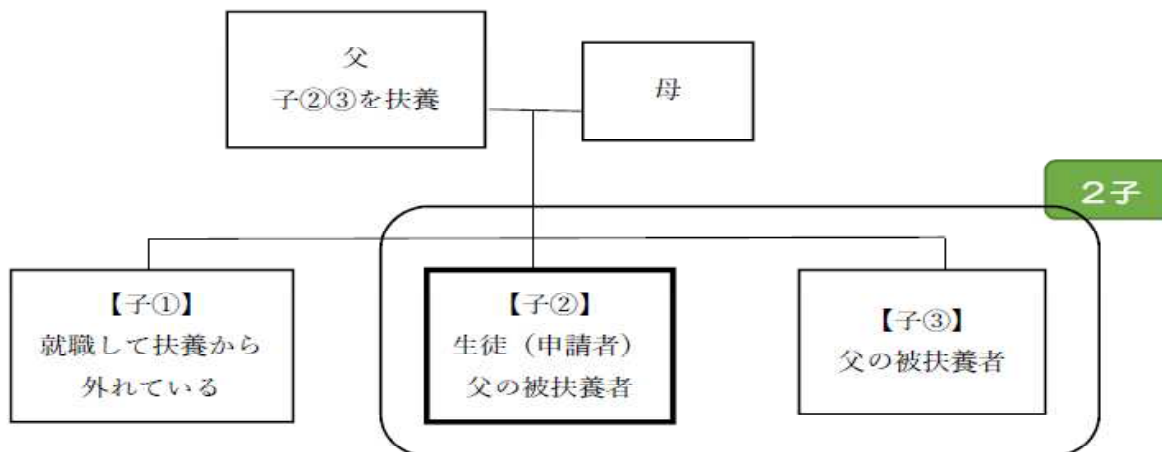 父
子②③を扶養
母
2子
【子①】
就職して扶養から
外れている
【子②】
生徒（申請者）
父の被扶養者
【子③】
父の被扶養者